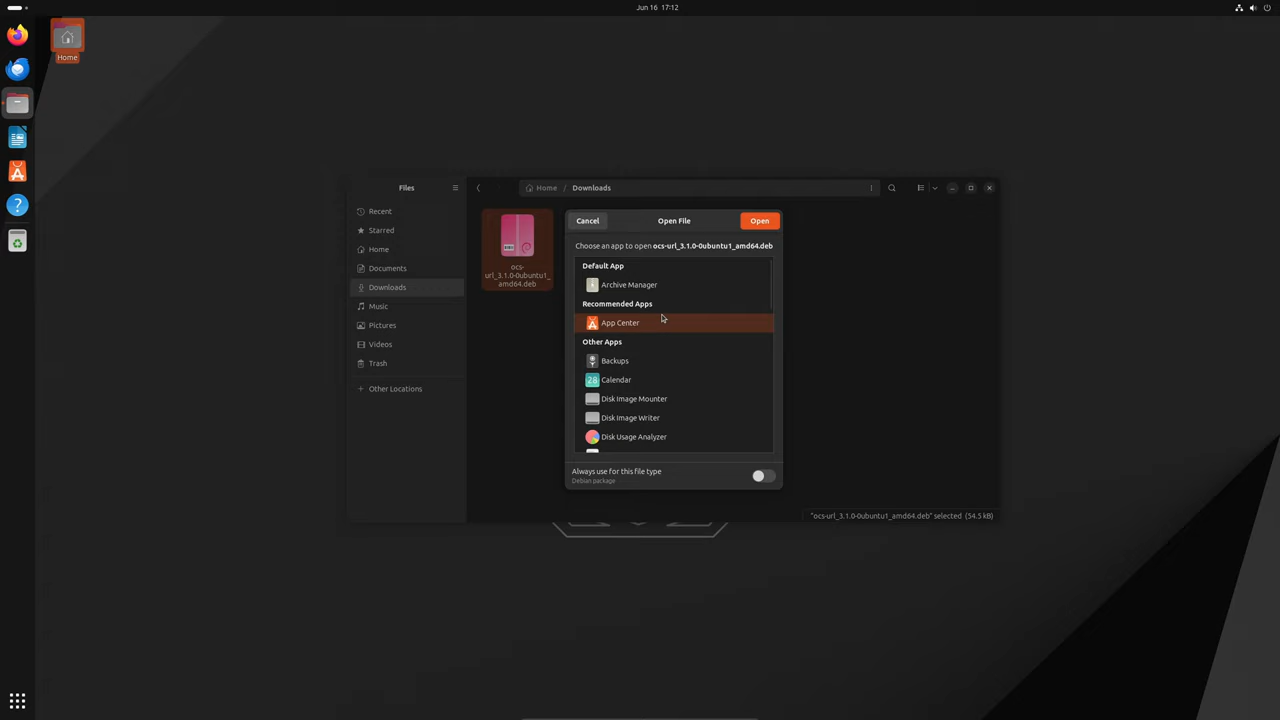 Jun 16 17:12
Home
Files
Home / Downloads
Recent
Starred
Home
Documents
Downloads
Music
Pictures
Videos
Trash
Other Locations
ocs-
url_3.1.0-0ubuntu1_
amd64.deb
Cancel
Open File
Open
Choose an app to open ocs-url_3.1.0-0ubuntu1_amd64.deb
Default App
Archive Manager
Recommended Apps
App Center
Other Apps
Backups
28 Calendar
Disk Image Mounter
Disk Image Writer
Disk Usage Analyzer
Always use for this file type
Debian package
"ocs-url_3.1.0-0ubuntu1_amd64.deb" selected (54.5 kB)